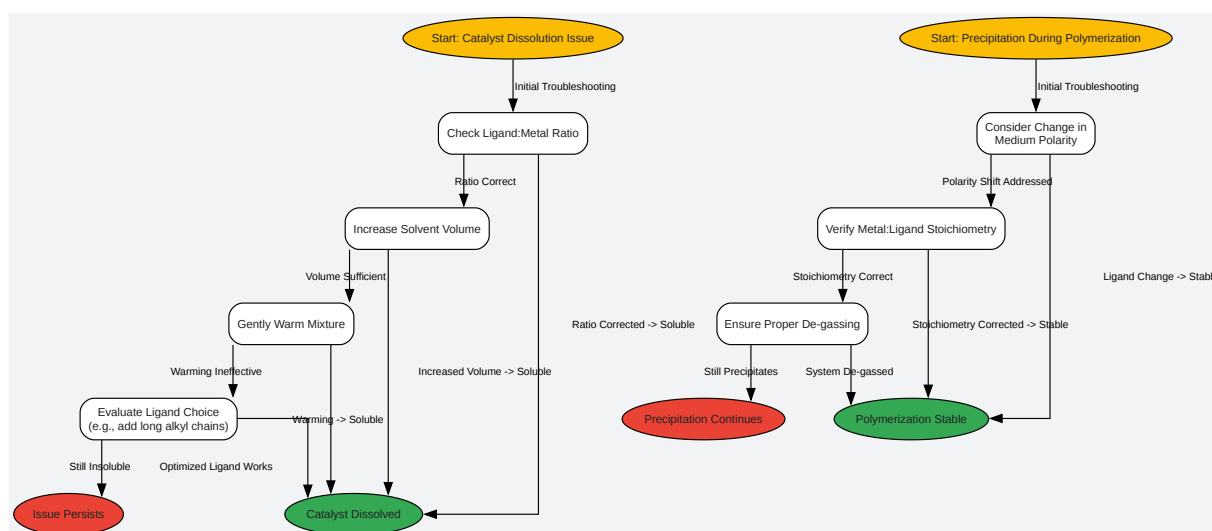 Start: Catalyst Dissolution Issue
Start: Precipitation During Polymerization
Initial Troubleshooting
Initial Troubleshooting
Check Ligand:Metal Ratio
Consider Change in
Medium Polarity
Ratio Correct
Polarity Shift Addressed
Increase Solvent Volume
Verify Metal:Ligand Stoichiometry
Volume Sufficient
Stoichiometry Correct
Ligand Change -> Stabl
Gently Warm Mixture
Ratio Corrected -> Soluble
Ensure Proper De-gassing
Stoichiometry Corrected -> Stable
Warming Ineffective
Increased Volume -> Soluble
Still Precipitates
System De-gassed
Evaluate Ligand Choice
(e.g., add long alkyl chains)
Warming -> Soluble
Precipitation Continues
Polymerization Stable
Still Insoluble
Optimized Ligand Works
Issue Persists
Catalyst Dissolved